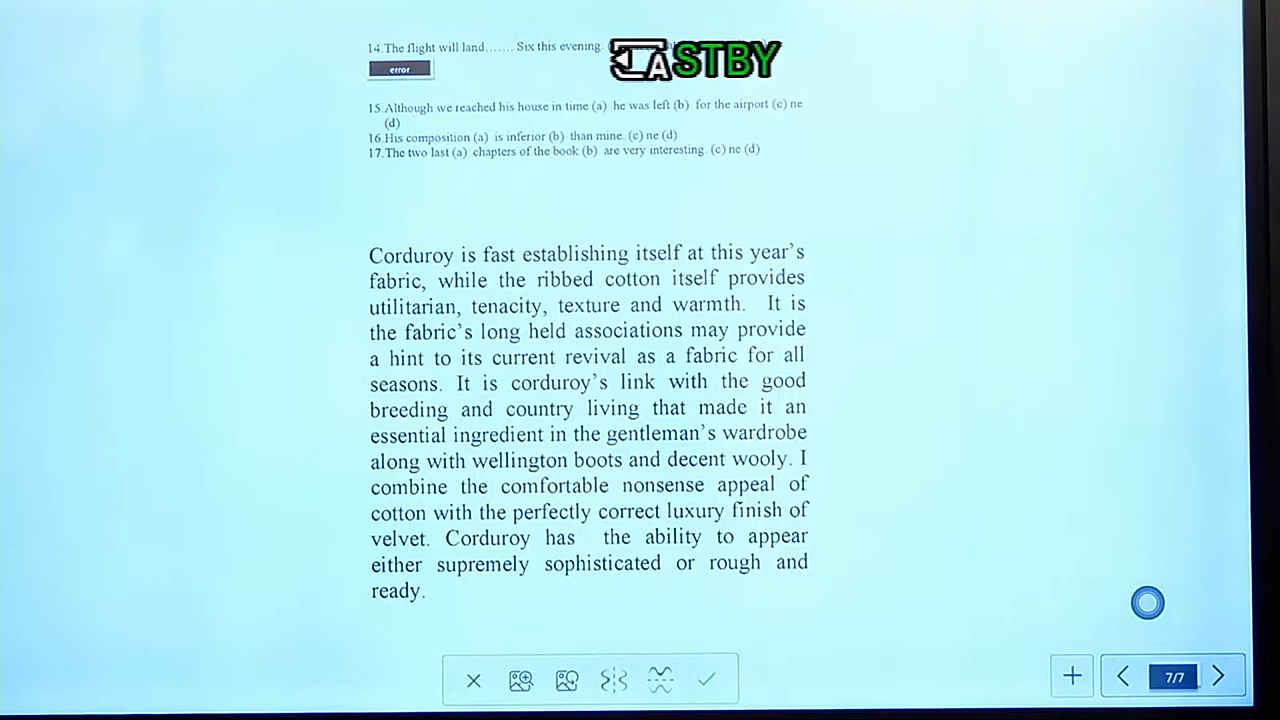 14.The flight will land....... Six this evening.
LASTBY
error
15.Although we reached his house in time (a) he was left (b) for the airport (c) ne
(d)
16.His composition (a) is inferior (b) than mine. (c) ne (d)
17.The two last (a) chapters of the book (b) are very interesting. (c) ne (d)
Corduroy is fast establishing itself at this year's
fabric, while the ribbed cotton itself provides
utilitarian, tenacity, texture and warmth. It is
the fabric's long held associations may provide
a hint to its current revival as a fabric for all
seasons. It is corduroy's link with the good
breeding and country living that made it an
essential ingredient in the gentleman's wardrobe
along with wellington boots and decent wooly. I
combine the comfortable nonsense appeal of
cotton with the perfectly correct luxury finish of
velvet. Corduroy has the ability to appear
either supremely sophisticated or rough and
ready.
7/7